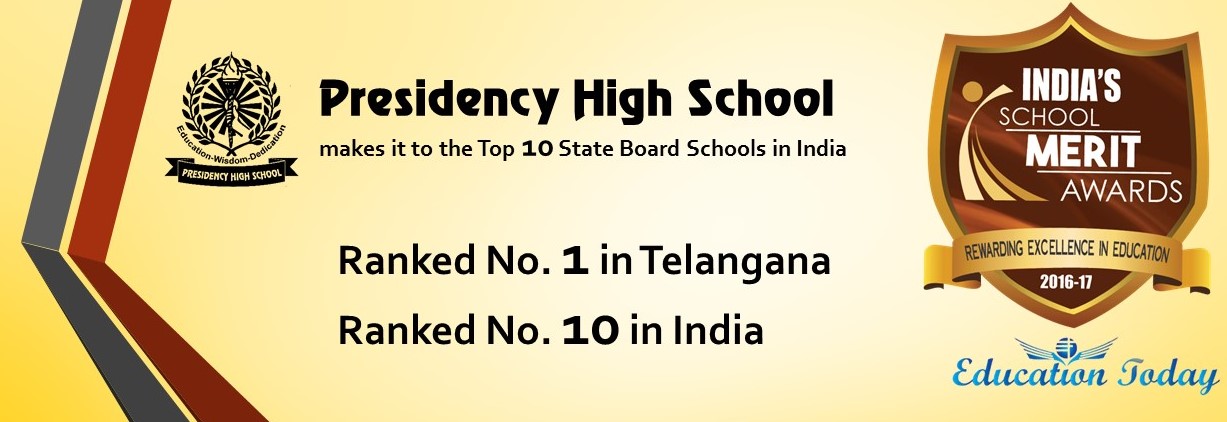 Education-Wisdom-Dedication
PRESIDENCY HIGH SCHOOL
Presidency High School
makes it to the Top 10 State Board Schools in India
Ranked No. 1 in Telangana
Ranked No. 10 in India
INDIA'S
SCHOOL
MERIT
AWARDS
REWARDING EXCELLENCE IN EDUCATION
2016-17
Education Today